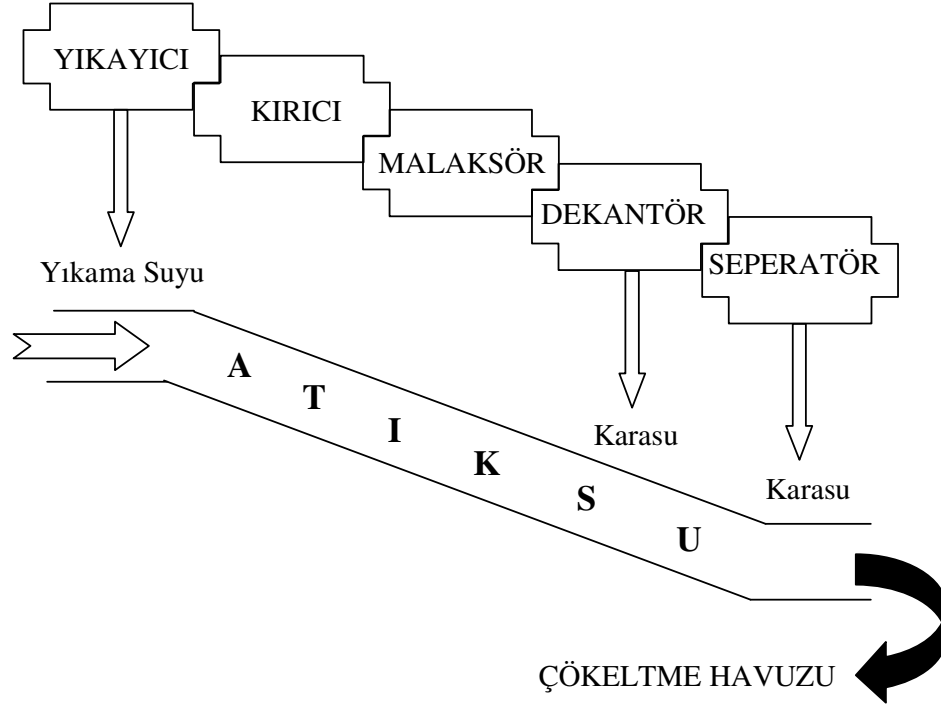 YIKAYICI
KIRICI
MALAKSÖR
DEKANTÖR
SEPERATÖR
Yıkama Suyu
Karasu
Karasu
A T I K S U
ÇÖKELTME HAVUZU